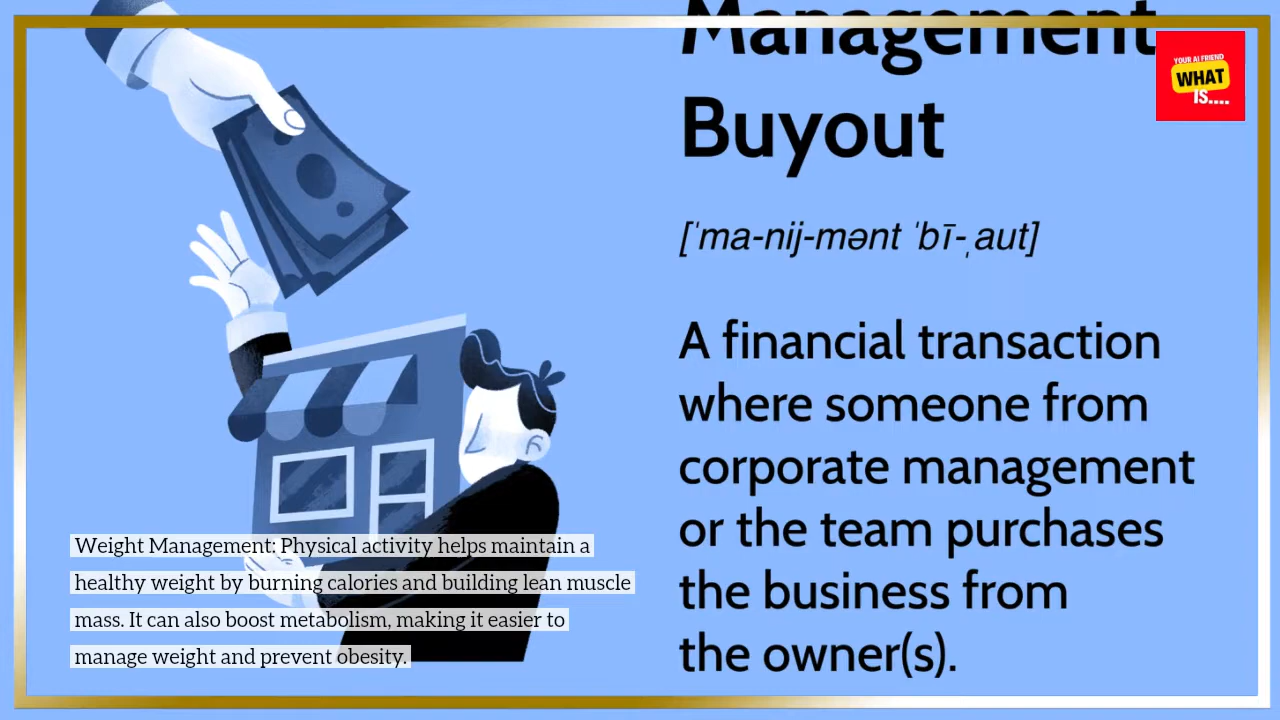 Management
Buyout
[ˈma-nij-mənt ˈbī-ˌaut]
A financial transaction
where someone from
corporate management
or the team purchases
the business from
the owner(s).
YOUR AI FRIEND
WHAT
IS....
Weight Management: Physical activity helps maintain a
healthy weight by burning calories and building lean muscle
mass. It can also boost metabolism, making it easier to
manage weight and prevent obesity.